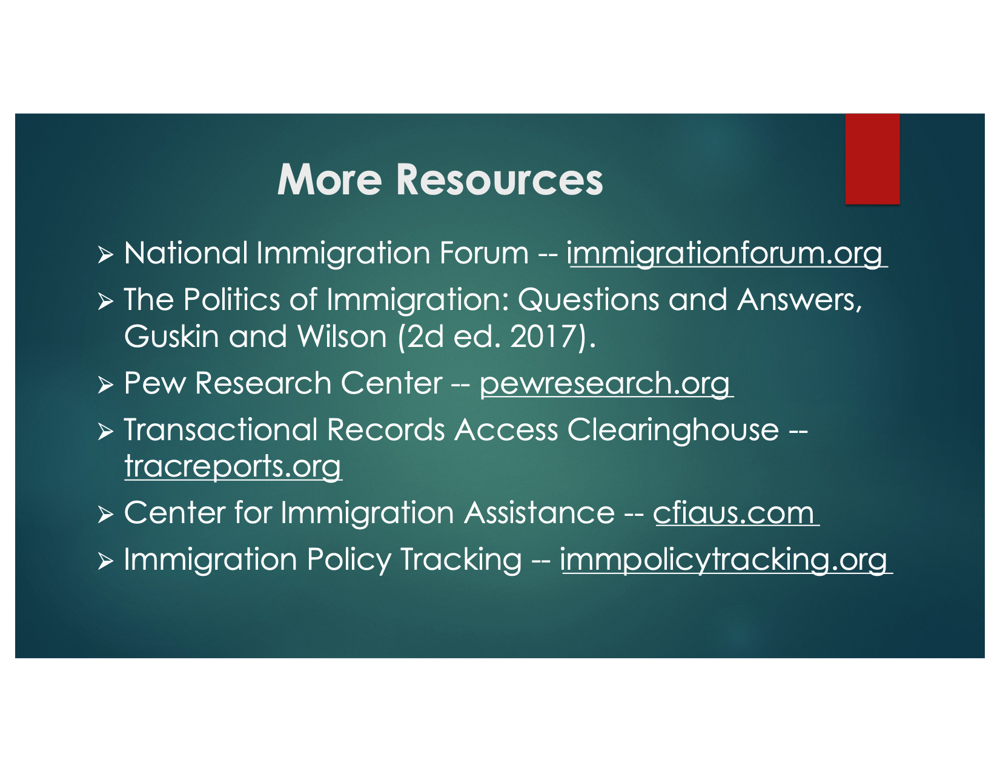 More Resources
➢ National Immigration Forum -- immigrationforum.org
➢ The Politics of Immigration: Questions and Answers,
Guskin and Wilson (2d ed. 2017).
➢ Pew Research Center -- pewresearch.org
➢ Transactional Records Access Clearinghouse --
tracreports.org
➢ Center for Immigration Assistance -- cfiaus.com
➢ Immigration Policy Tracking -- immpolicytracking.org